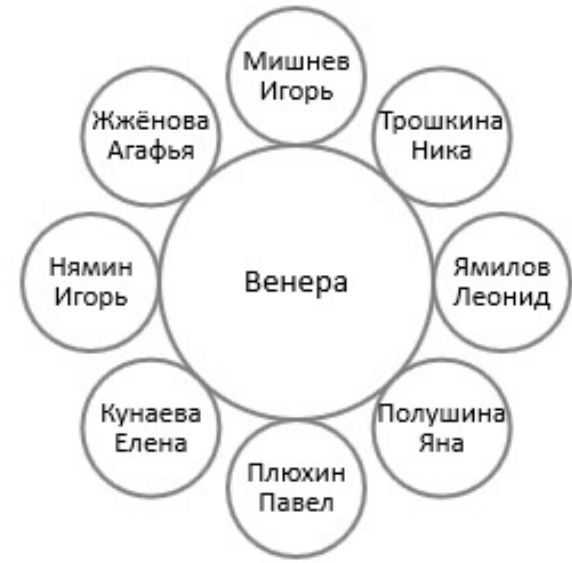 Мишнев
Игорь
Трошкина
Ника
Ямилов
Леонид
Полушина
Яна
Плюхин
Павел
Кунаева
Елена
Нямин
Игорь
Жжёнова
Агафья
Венера